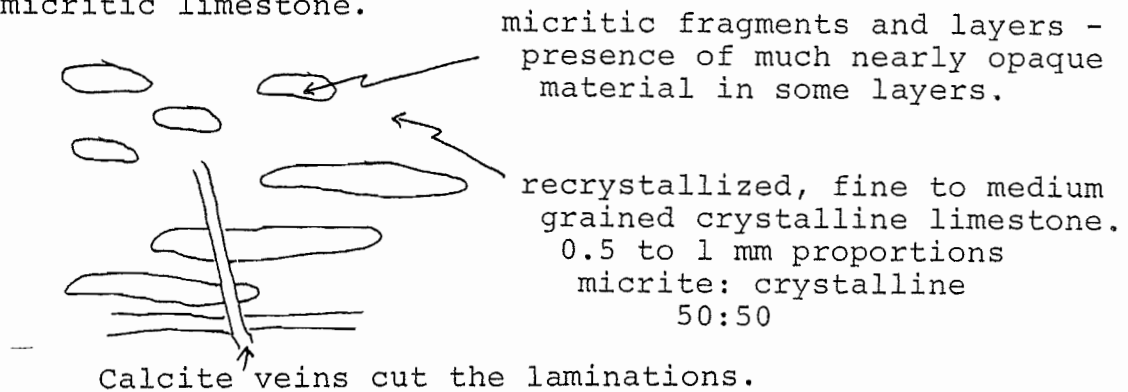 micritic limestone.
micritic fragments and layers -
presence of much nearly opaque
material in some layers.
recrystallized, fine to medium
grained crystalline limestone.
0.5 to 1 mm proportions
micrite: crystalline
50:50
Calcite veins cut the laminations.